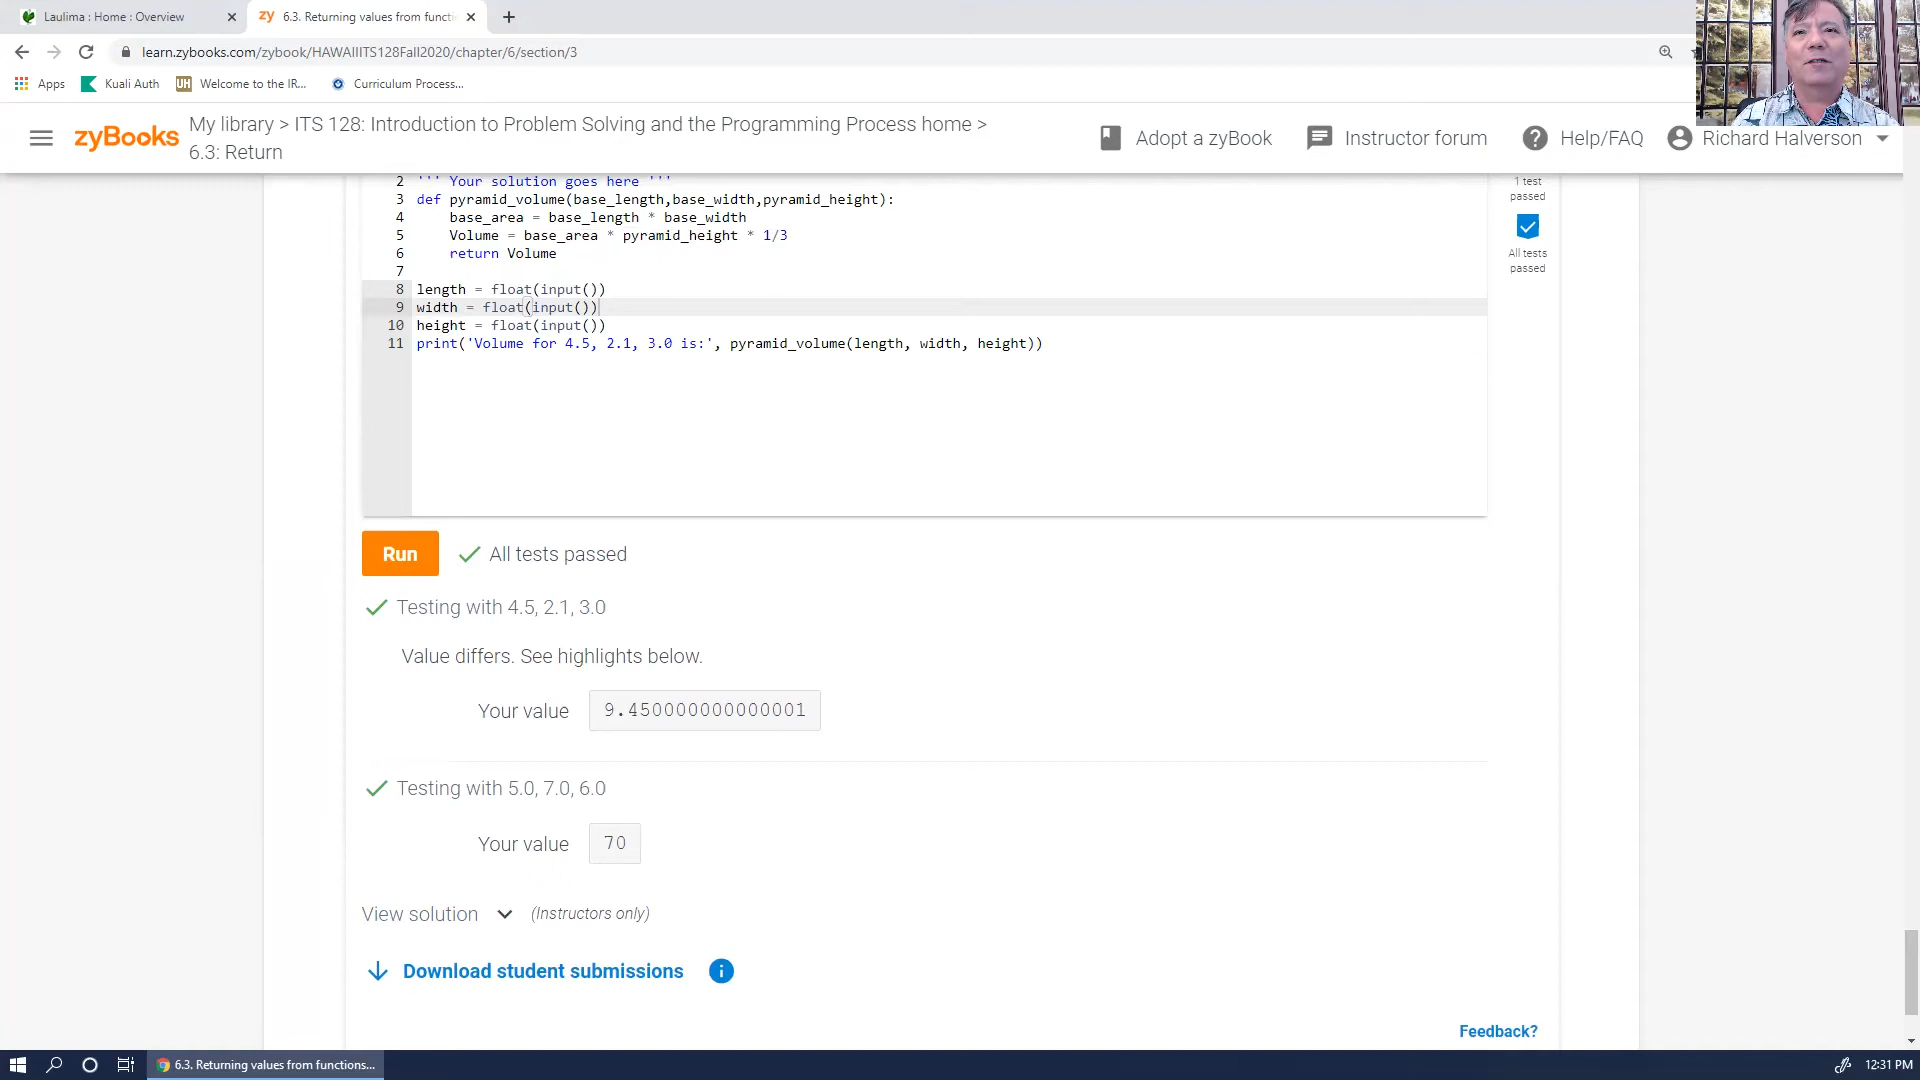 Laulima : Home : Overview
zy 6.3. Returning values from functi
learn.zybooks.com/zybook/HAWAIIITS128Fall2020/chapter/6/section/3
Apps
Kuali Auth
UH Welcome to the IR...
Curriculum Process...
zyBooks
My library > ITS 128: Introduction to Problem Solving and the Programming Process home >
6.3: Return
Adopt a zyBook
Instructor forum
Help/FAQ
Richard Halverson
2 ''' Your solution goes here '''
3 def pyramid_volume(base_length,base_width,pyramid_height):
4 base_area = base_length * base_width
5 Volume = base_area * pyramid_height * 1/3
6 return Volume
7
8 length = float(input())
9 width = float(input())
10 height = float(input())
11 print('Volume for 4.5, 2.1, 3.0 is:', pyramid_volume(length, width, height))
1 test
passed
All tests
passed
Run
All tests passed
Testing with 4.5, 2.1, 3.0
Value differs. See highlights below.
Your value 9.450000000000001
Testing with 5.0, 7.0, 6.0
Your value 70
View solution (Instructors only)
Download student submissions
Feedback?
6.3. Returning values from functions...
12:31 PM